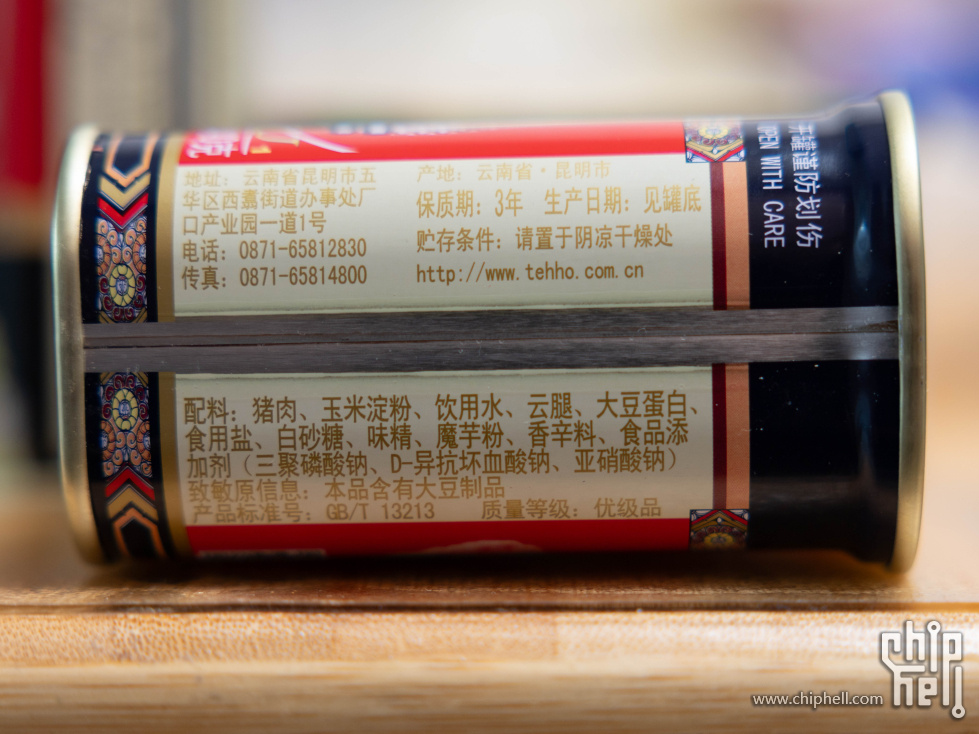 地址：云南省昆明市五
华区西翥街道办事处厂
口产业园一道1号
电话：0871-65812830
传真：0871-65814800
产地：云南省·昆明市
保质期：3年 生产日期：见罐底
贮存条件：请置于阴凉干燥处
http://www.tehho.com.cn
开罐谨防划伤
OPEN WITH CARE
配料：猪肉、玉米淀粉、饮用水、云腿、大豆蛋白、
食用盐、白砂糖、味精、魔芋粉、香辛料、食品添
加剂（三聚磷酸钠、D-异抗坏血酸钠、亚硝酸钠）
致敏原信息：本品含有大豆制品
产品标准号：GB/T 13213 质量等级：优级品
www.chiphell.com
chip
hell